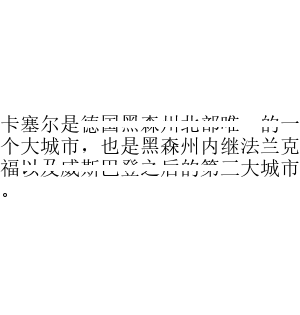 卡塞尔是德国黑森州北部唯 的一
个大城市，也是黑森州内继法兰克
福以及威斯巴登之后的第三大城市
。